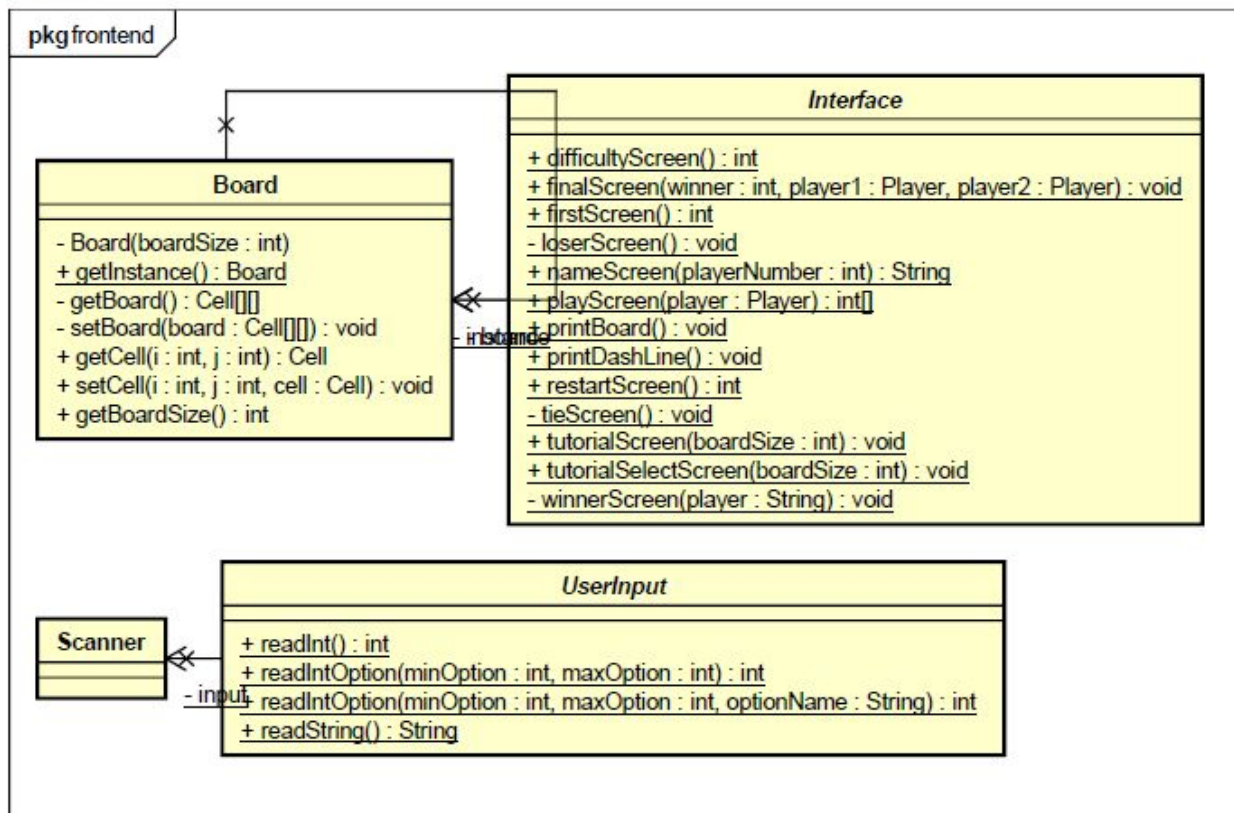 pkg frontend
Board
- Board(boardSize : int)
+ getInstance() : Board
- getBoard() : Cell[][]
- setBoard(board : Cell[][]) : void
+ getCell(i : int, j : int) : Cell
+ setCell(i : int, j : int, cell : Cell) : void
+ getBoardSize() : int
Interface
+ difficultyScreen() : int
+ finalScreen(winner : int, player1 : Player, player2 : Player) : void
+ firstScreen() : int
- loserScreen() : void
+ nameScreen(playerNumber : int) : String
+ playScreen(player : Player) : int[]
+ printBoard() : void
+ printDashLine() : void
+ restartScreen() : int
- tieScreen() : void
+ tutorialScreen(boardSize : int) : void
+ tutorialSelectScreen(boardSize : int) : void
- winnerScreen(player : String) : void
Scanner
- input
UserInput
+ readInt() : int
+ readIntOption(minOption : int, maxOption : int) : int
+ readIntOption(minOption : int, maxOption : int, optionName : String) : int
+ readString() : String